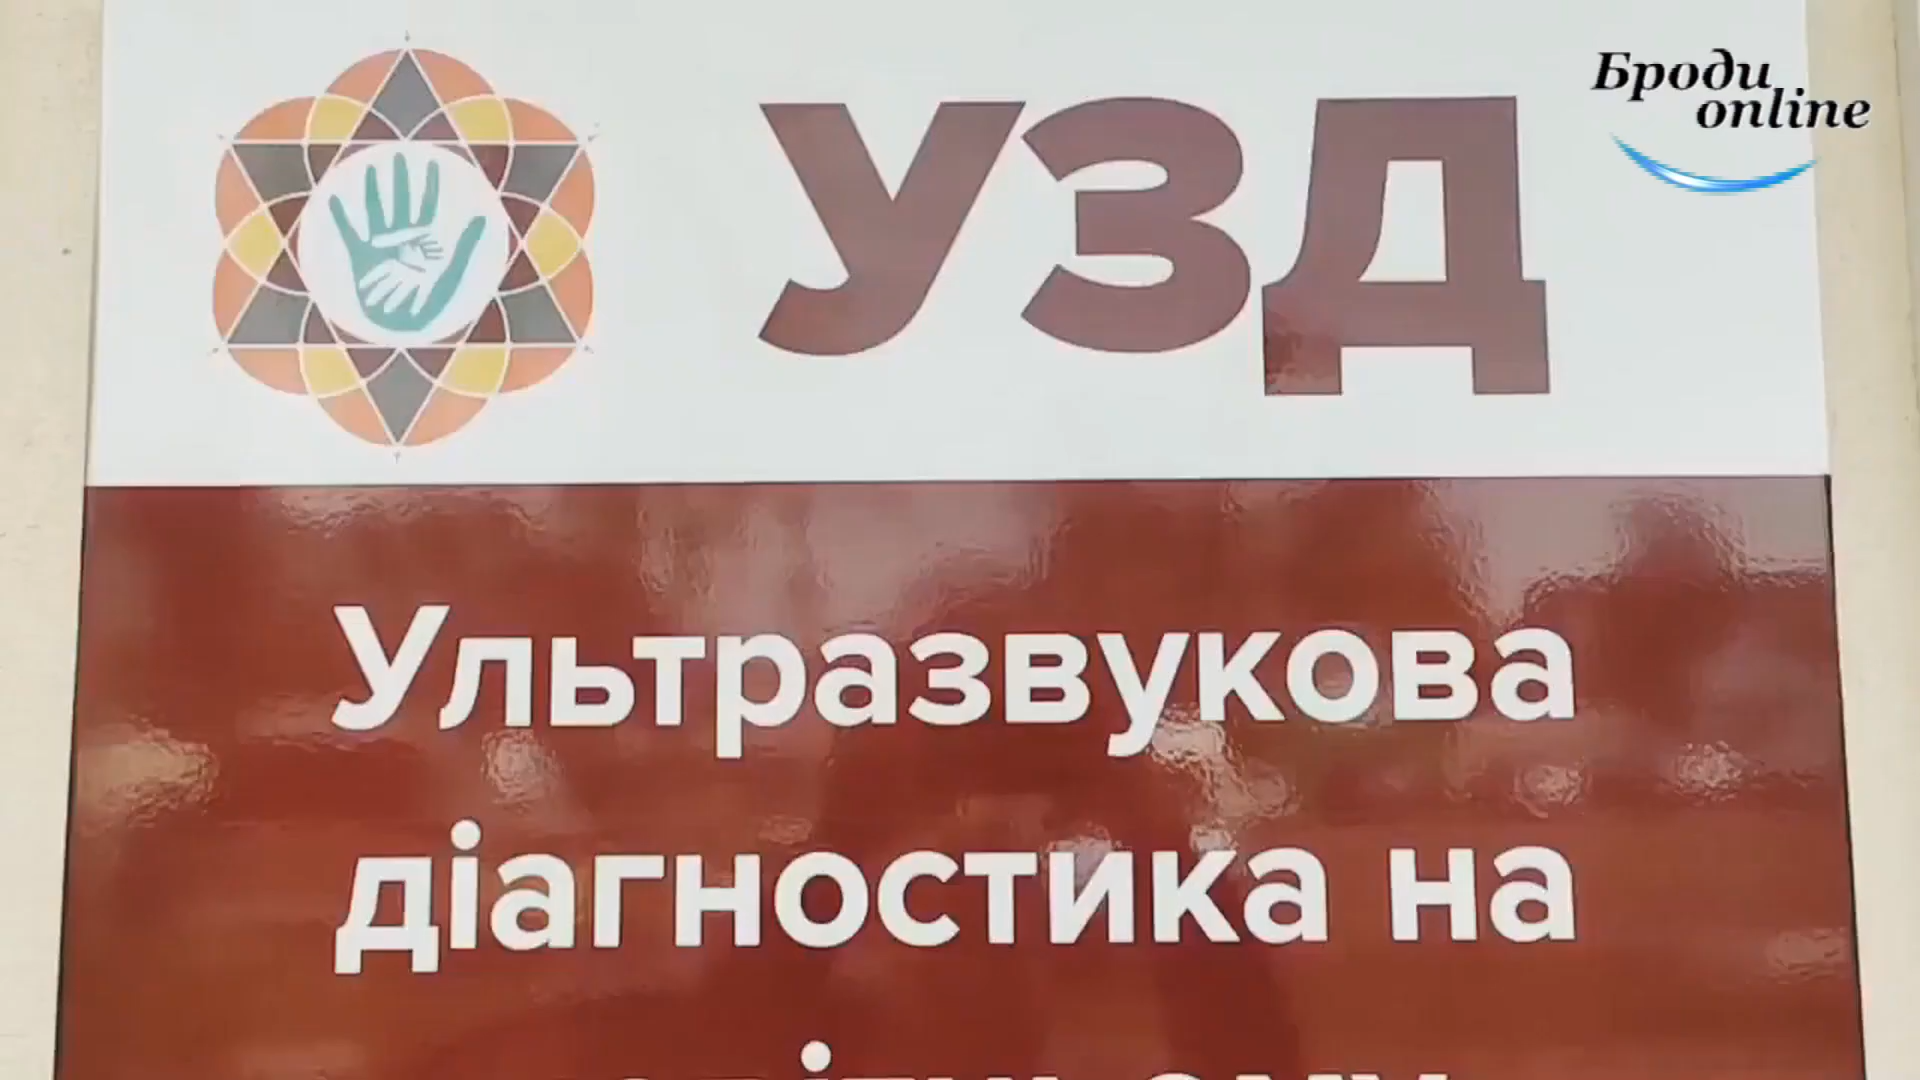 УЗД
Броди
online
Ультразвукова
діагностика на